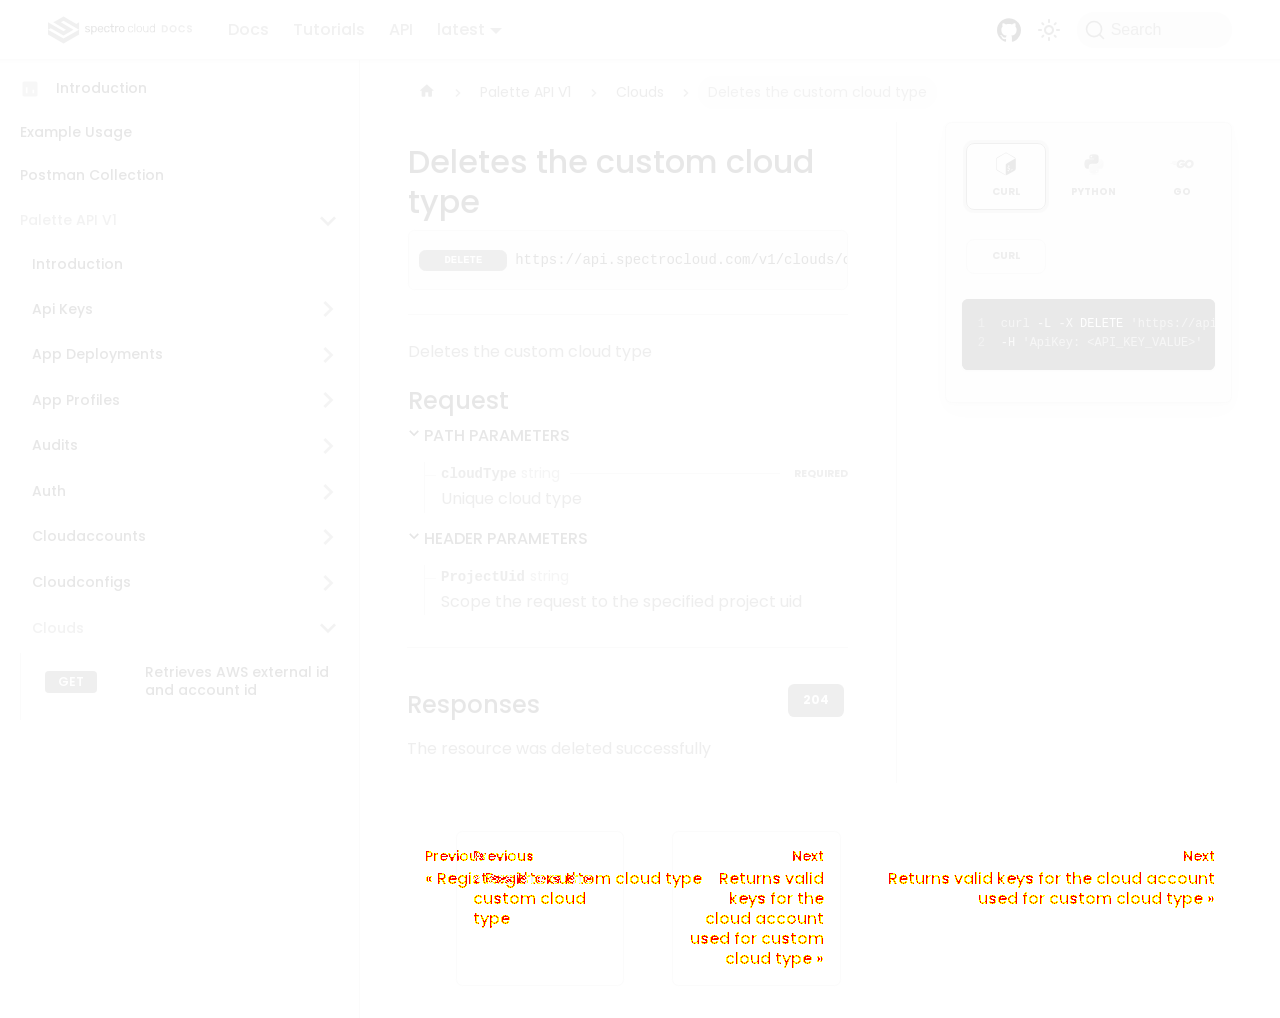 spectro cloud DOCS Docs Tutorials API latest Search
Introduction
Example Usage
Postman Collection
Palette API V1
Introduction
Api Keys
App Deployments
App Profiles
Audits
Auth
Cloudaccounts
Cloudconfigs
Clouds
GET Retrieves AWS external id
and account id
Palette API V1 › Clouds › Deletes the custom cloud type
Deletes the custom cloud
type
DELETE https://api.spectrocloud.com/v1/clouds/
Deletes the custom cloud type
Request
PATH PARAMETERS
cloudType string REQUIRED
Unique cloud type
HEADER PARAMETERS
ProjectUid string
Scope the request to the specified project uid
Responses
204
The resource was deleted successfully
CURL PYTHON GO
CURL
1 curl -L -X DELETE 'https://api
2 -H 'ApiKey: <API_KEY_VALUE>'
Previous
custom cloud type
Previous
custom cloud
type
Next
Returns valid
keys for the
cloud account
used for custom
cloud type »
Next
Returns valid keys for the cloud account
used for custom cloud type »